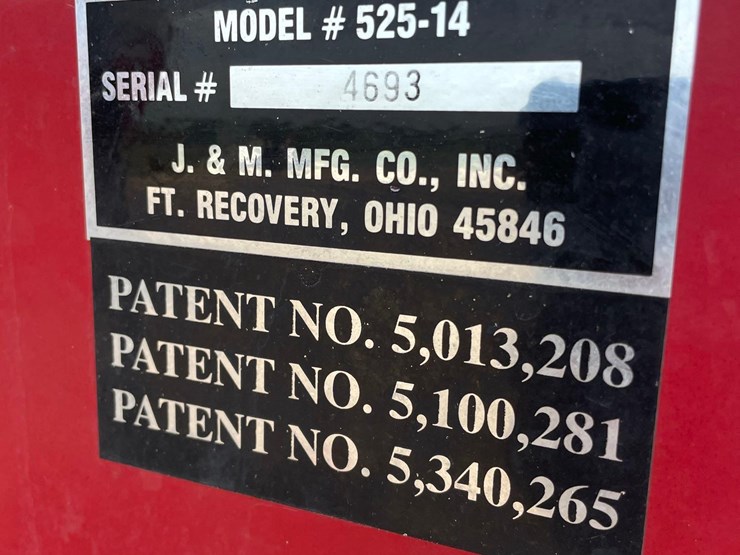 MODEL # 525-14
SERIAL # 4693
J. & M. MFG. CO., INC.
FT. RECOVERY, OHIO 45846
PATENT NO. 5,013,208
PATENT NO. 5,100,281
PATENT NO. 5,340,265